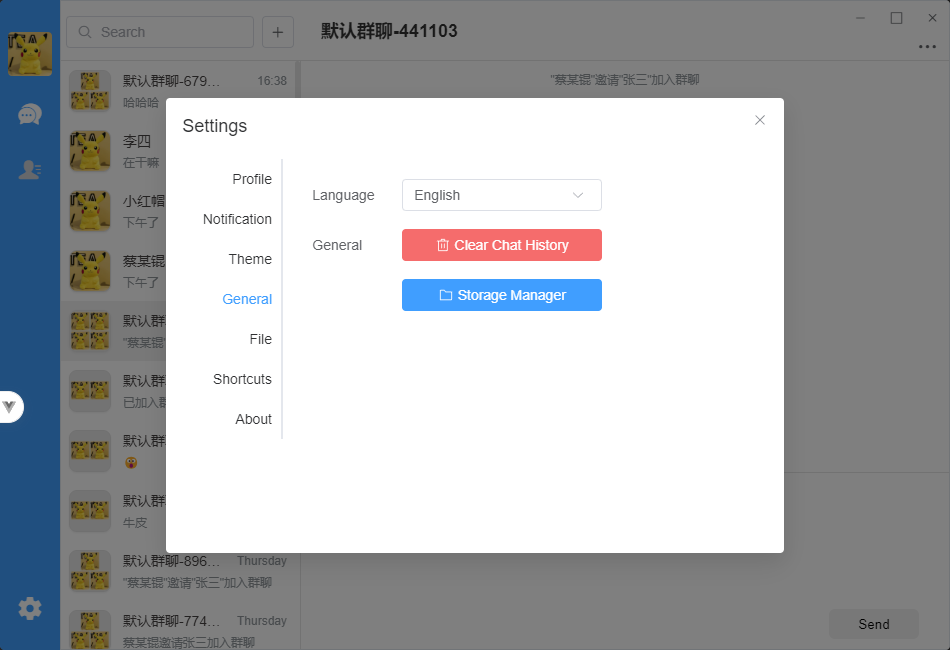 Search
默认群聊-441103
默认群聊-679... 16:38
哈哈哈
"蔡某锟"邀请"张三"加入群聊
李四
在干嘛
小红帽
下午了
蔡某锟
下午了
默认群
"蔡某锟"
默认群
已加入群
默认群
默认群
牛皮
默认群聊-896... Thursday
"蔡某锟"邀请"张三"加入群聊
默认群聊-774... Thursday
蔡某锟邀请张三加入群聊
Settings
Profile
Notification
Theme
General
File
Shortcuts
About
Language English
General Clear Chat History
Storage Manager
Send